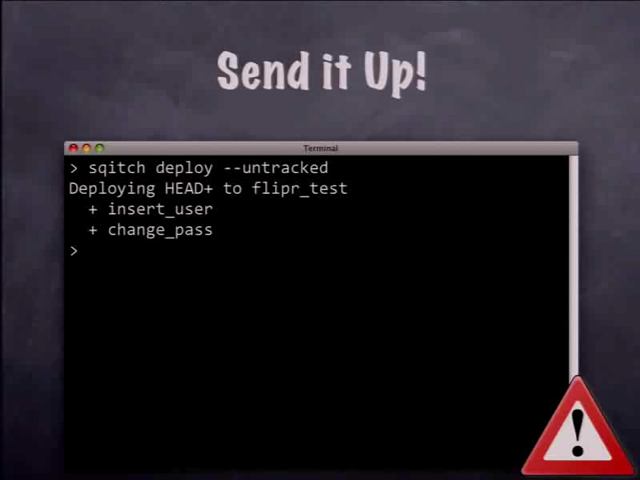 Send it Up!
Terminal
> sqitch deploy --untracked
Deploying HEAD+ to flipr_test
+ insert_user
+ change_pass
>
!